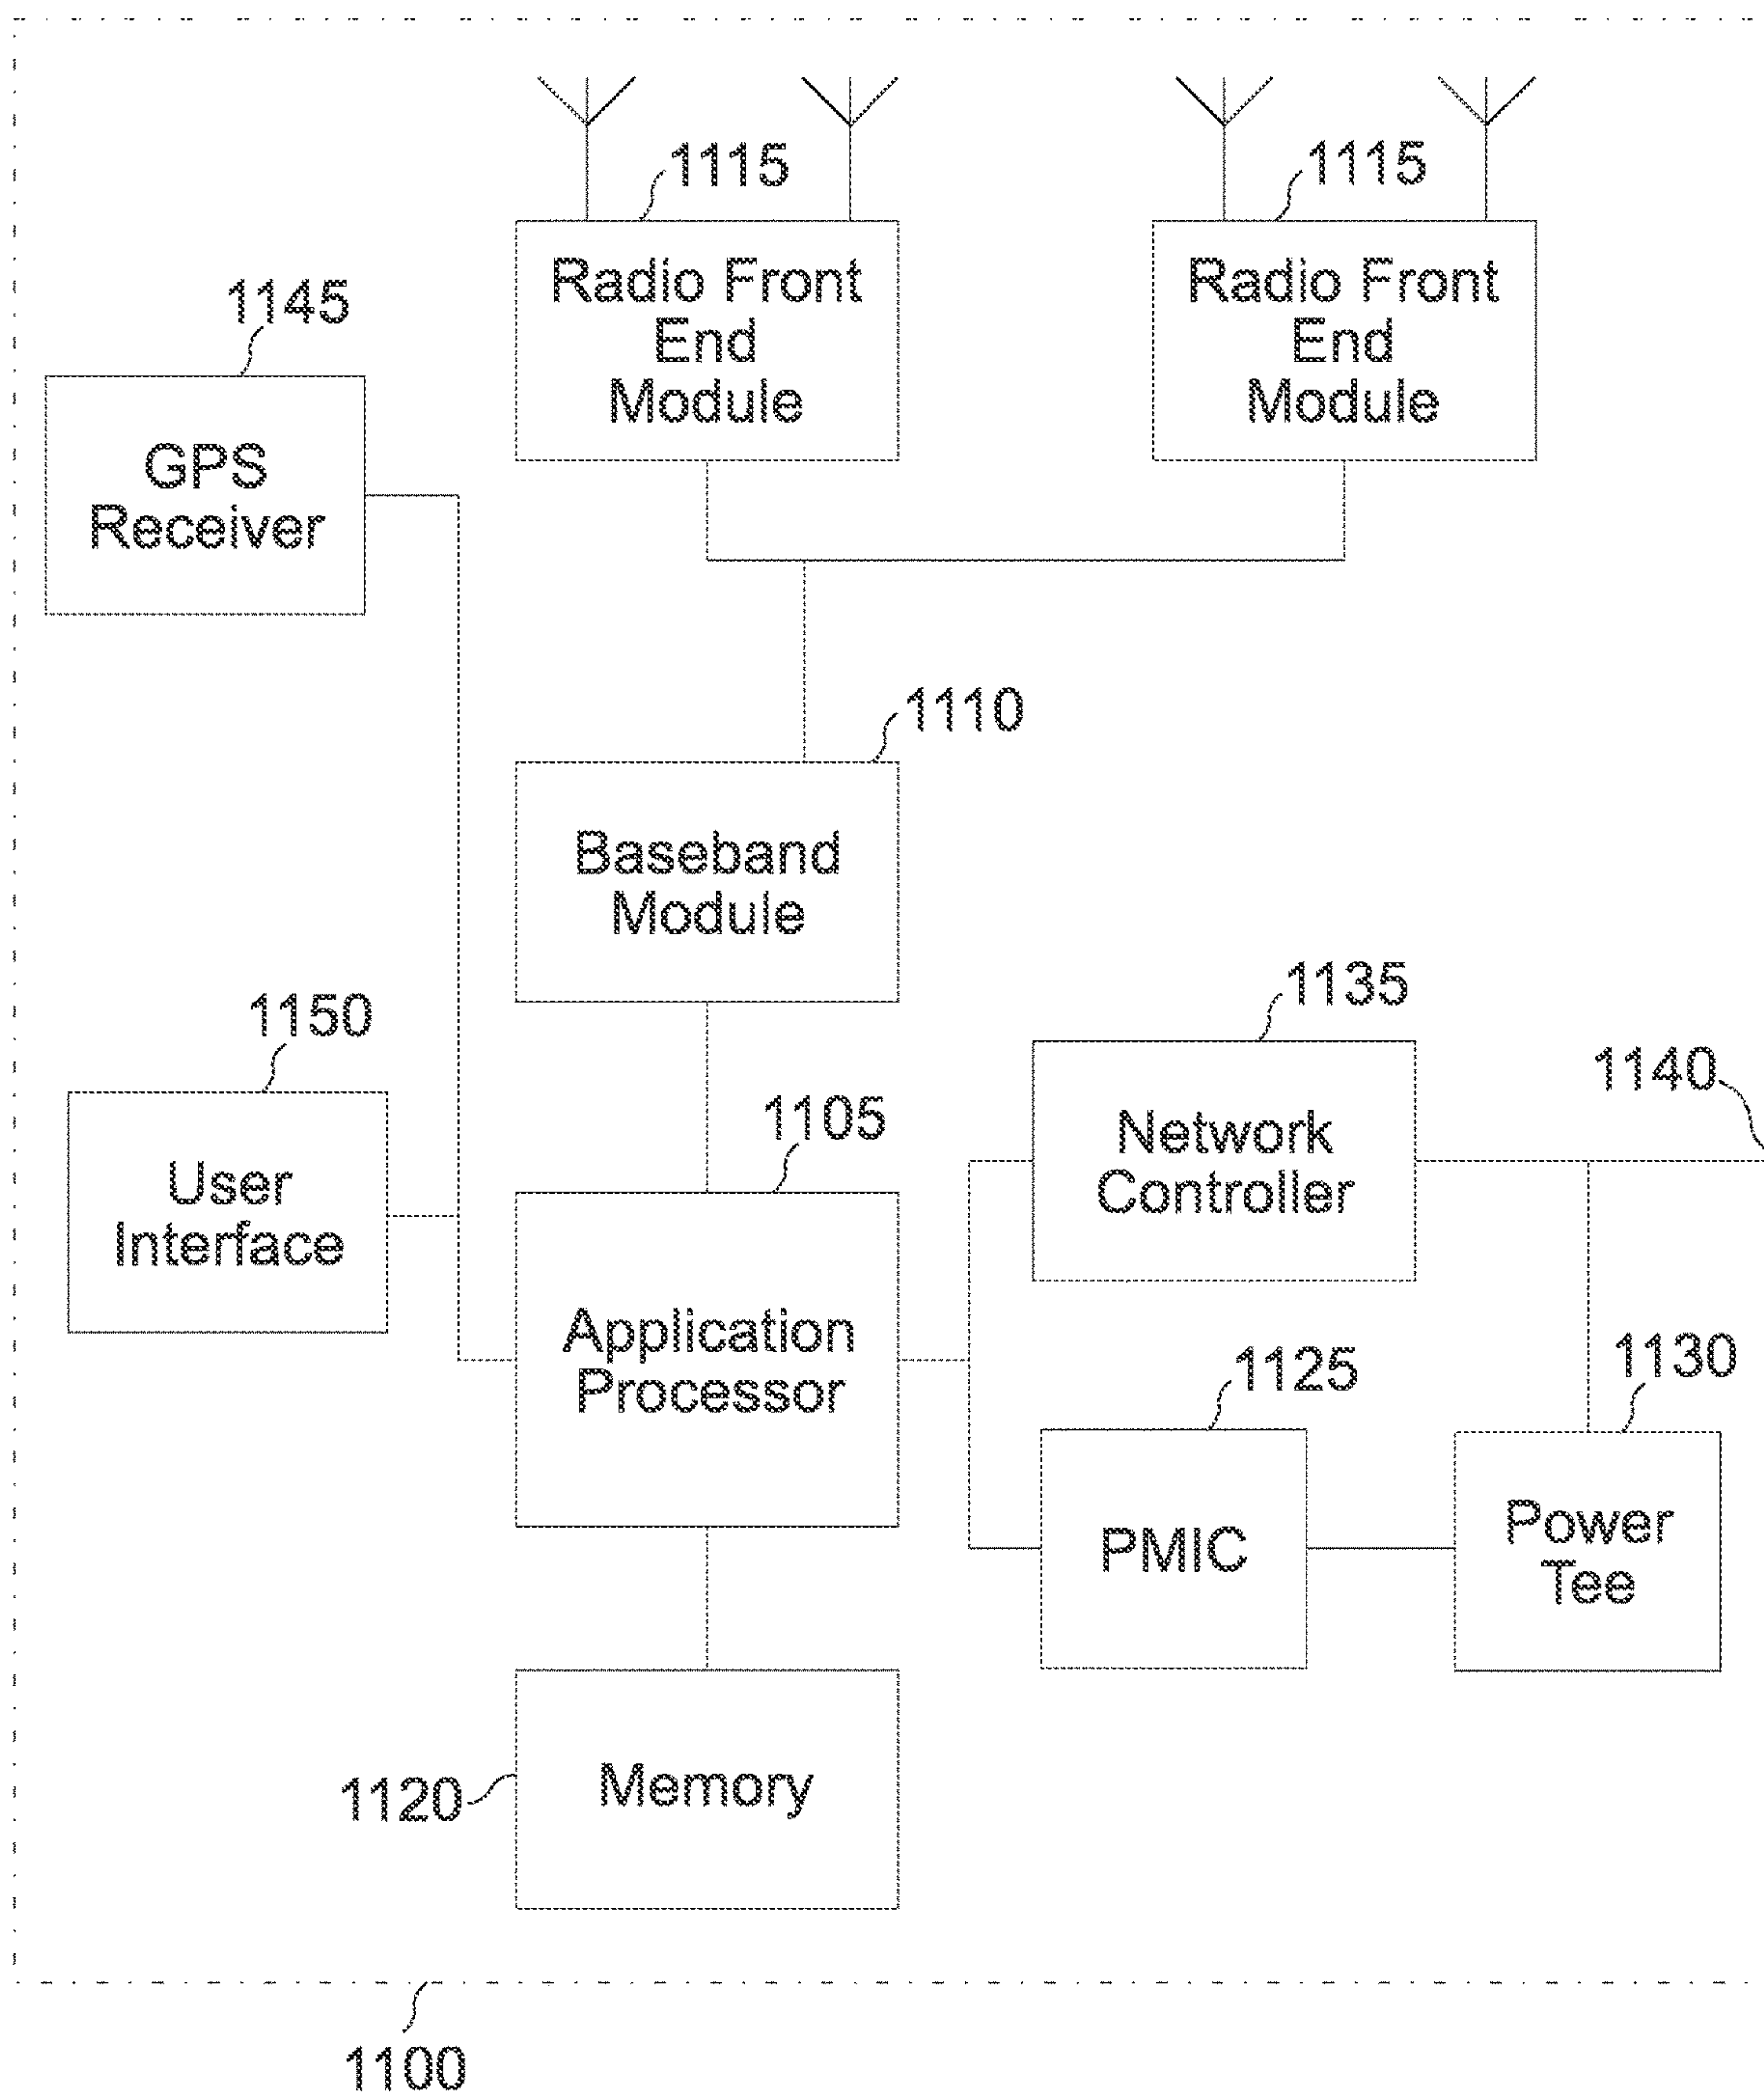 1115
1115
Radio Front
End
Module
Radio Front
End
Module
1145
GPS
Receiver
1110
Baseband
Module
1135
1150
1140
1105
Network
Controller
User
Interface
Application
Processor
1125
1130
PMIC
Power
Tee
Memory
1120
1100